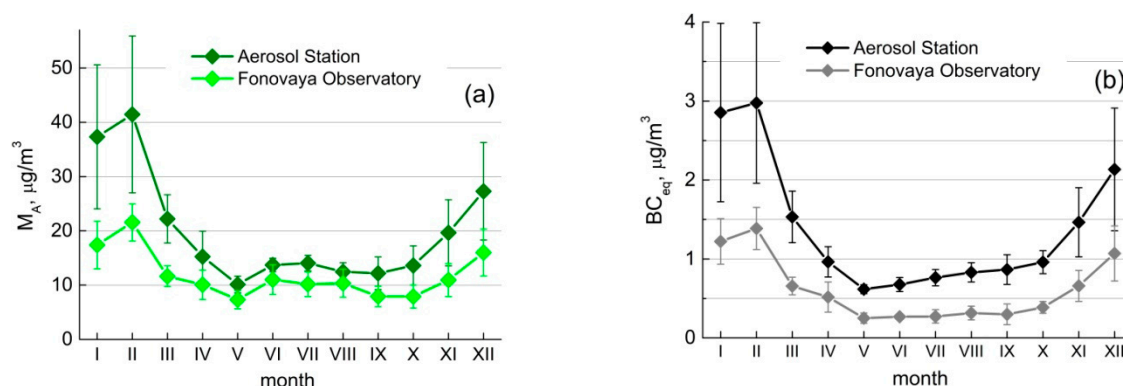 Aerosol Station
Fonovaya Observatory
(a)
M_A, μg/m³
50
40
30
20
10
0
I II III IV V VI VII VIII IX X XI XII
month
Aerosol Station
Fonovaya Observatory
(b)
BC_eq, μg/m³
4
3
2
1
0
I II III IV V VI VII VIII IX X XI XII
month